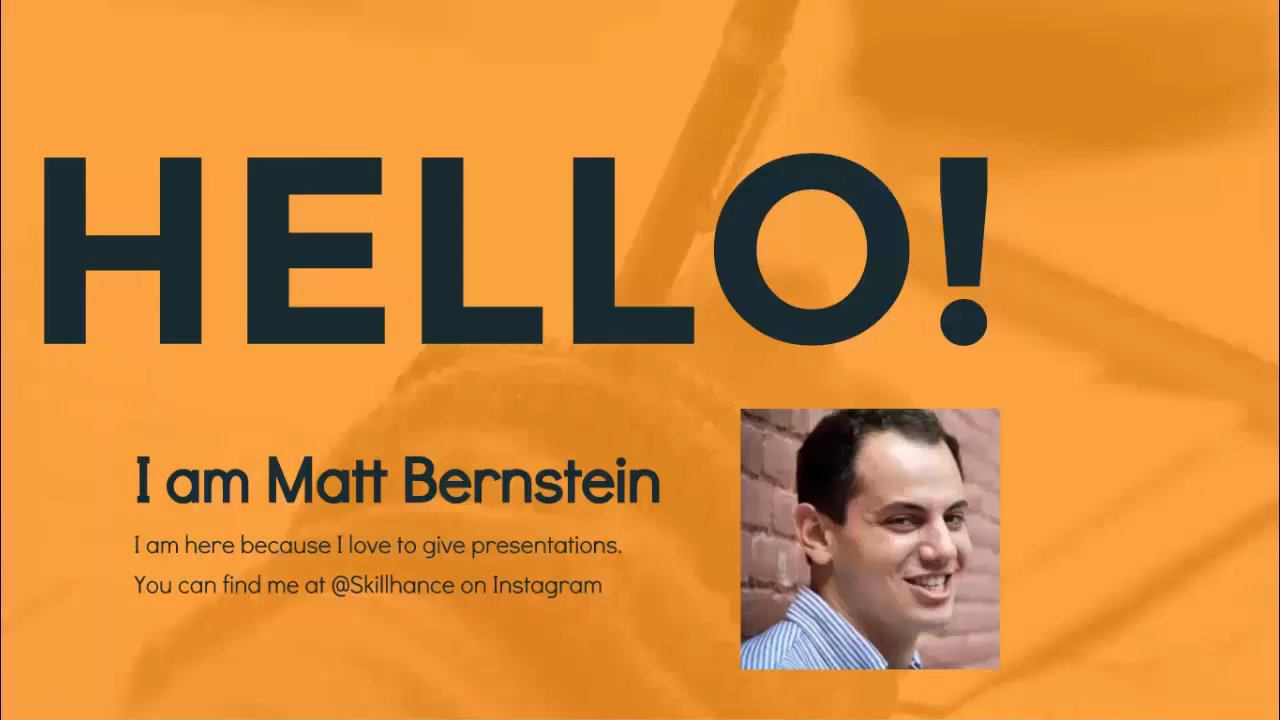 HELLO!
I am Matt Bernstein
I am here because I love to give presentations.
You can find me at @Skillhance on Instagram